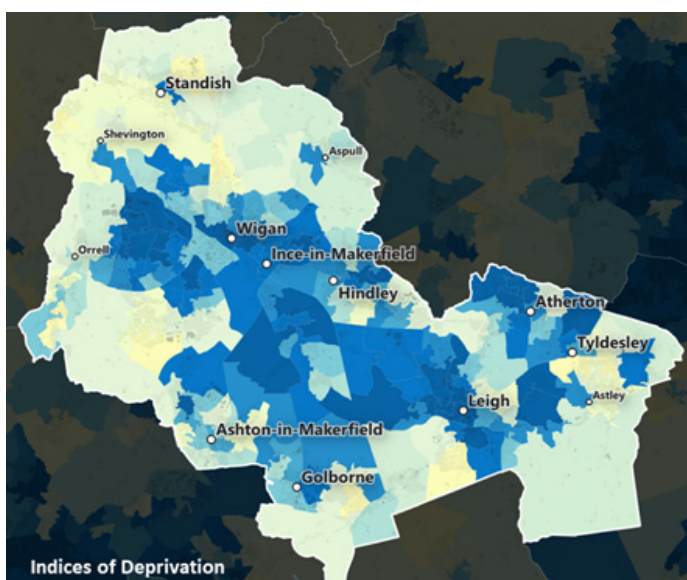 Standish
Shevington
Aspull
Wigan
Orrell
Ince-in-Makerfield
Hindley
Atherton
Tyldesley
Astley
Leigh
Ashton-in-Makerfield
Golborne
Indices of Deprivation